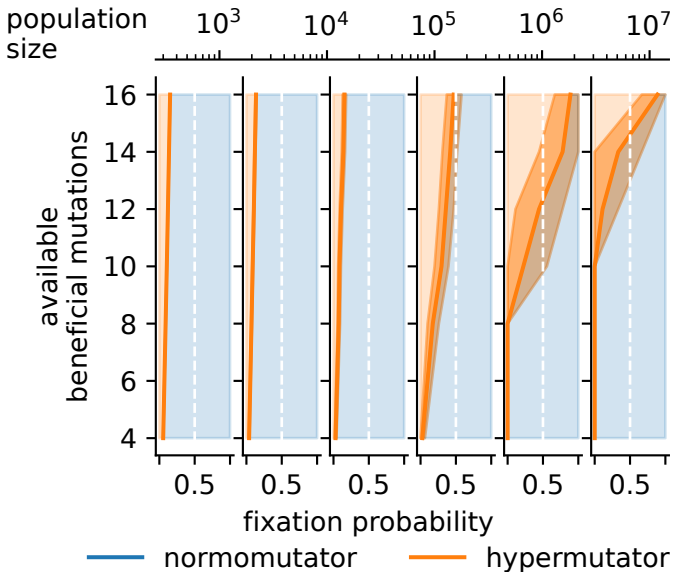 population
size
10³ 10⁴ 10⁵ 10⁶ 10⁷
available
beneficial mutations
16
14
12
10
8
6
4
0.5 0.5 0.5 0.5 0.5 0.5
fixation probability
normomutator hypermutator